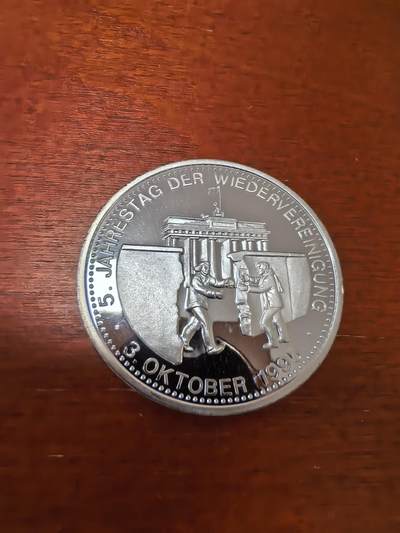 5. JAHRESTAG DER WIEDERVEREINIGUNG
3. OKTOBER